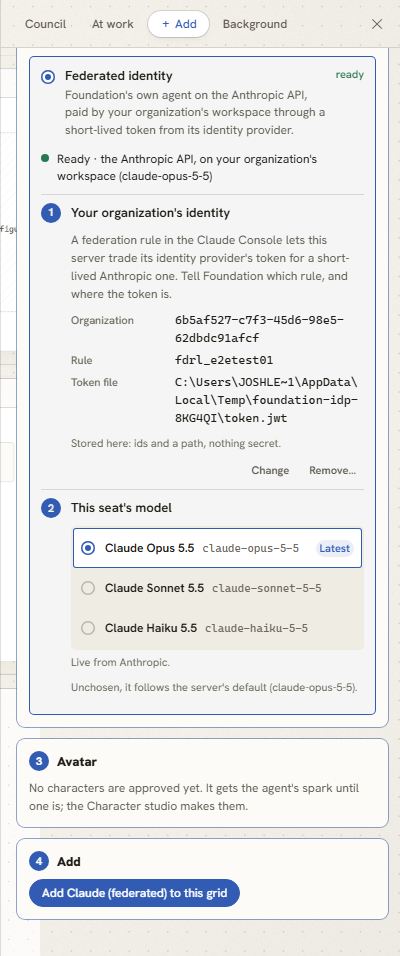 Council At work + Add Background
Federated identity ready
Foundation's own agent on the Anthropic API,
paid by your organization's workspace through a
short-lived token from its identity provider.
Ready · the Anthropic API, on your organization's
workspace (claude-opus-5-5)
1 Your organization's identity
A federation rule in the Claude Console lets this
server trade its identity provider's token for a short-
lived Anthropic one. Tell Foundation which rule, and
where the token is.
Organization 6b5af527-c7f3-45d6-98e5-
62dbdc91afcf
Rule fdrl_e2etest01
Token file C:\Users\JOSHLE~1\AppData\
Local\Temp\foundation-idp-
8KG4QI\token.jwt
Stored here: ids and a path, nothing secret.
Change Remove...
2 This seat's model
Claude Opus 5.5 claude-opus-5-5 Latest
Claude Sonnet 5.5 claude-sonnet-5-5
Claude Haiku 5.5 claude-haiku-5-5
Live from Anthropic.
Unchosen, it follows the server's default (claude-opus-5-5).
3 Avatar
No characters are approved yet. It gets the agent's spark until
one is; the Character studio makes them.
4 Add
Add Claude (federated) to this grid